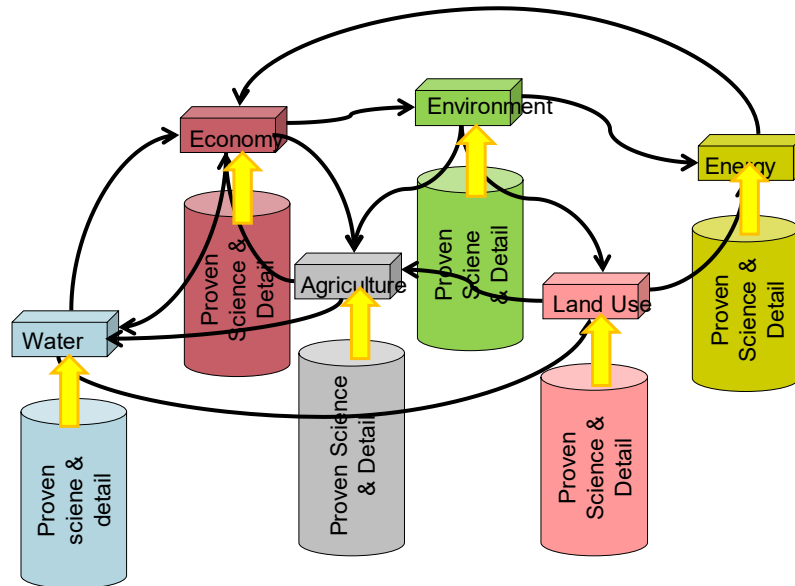 Environment
Economy
Energy
Agriculture
Land Use
Water
Proven
Science &
Detail
Proven
Sciene
& Detail
Proven
Science &
Detail
Proven Science
& Detail
Proven
Science &
Detail
Proven
sciene &
detail